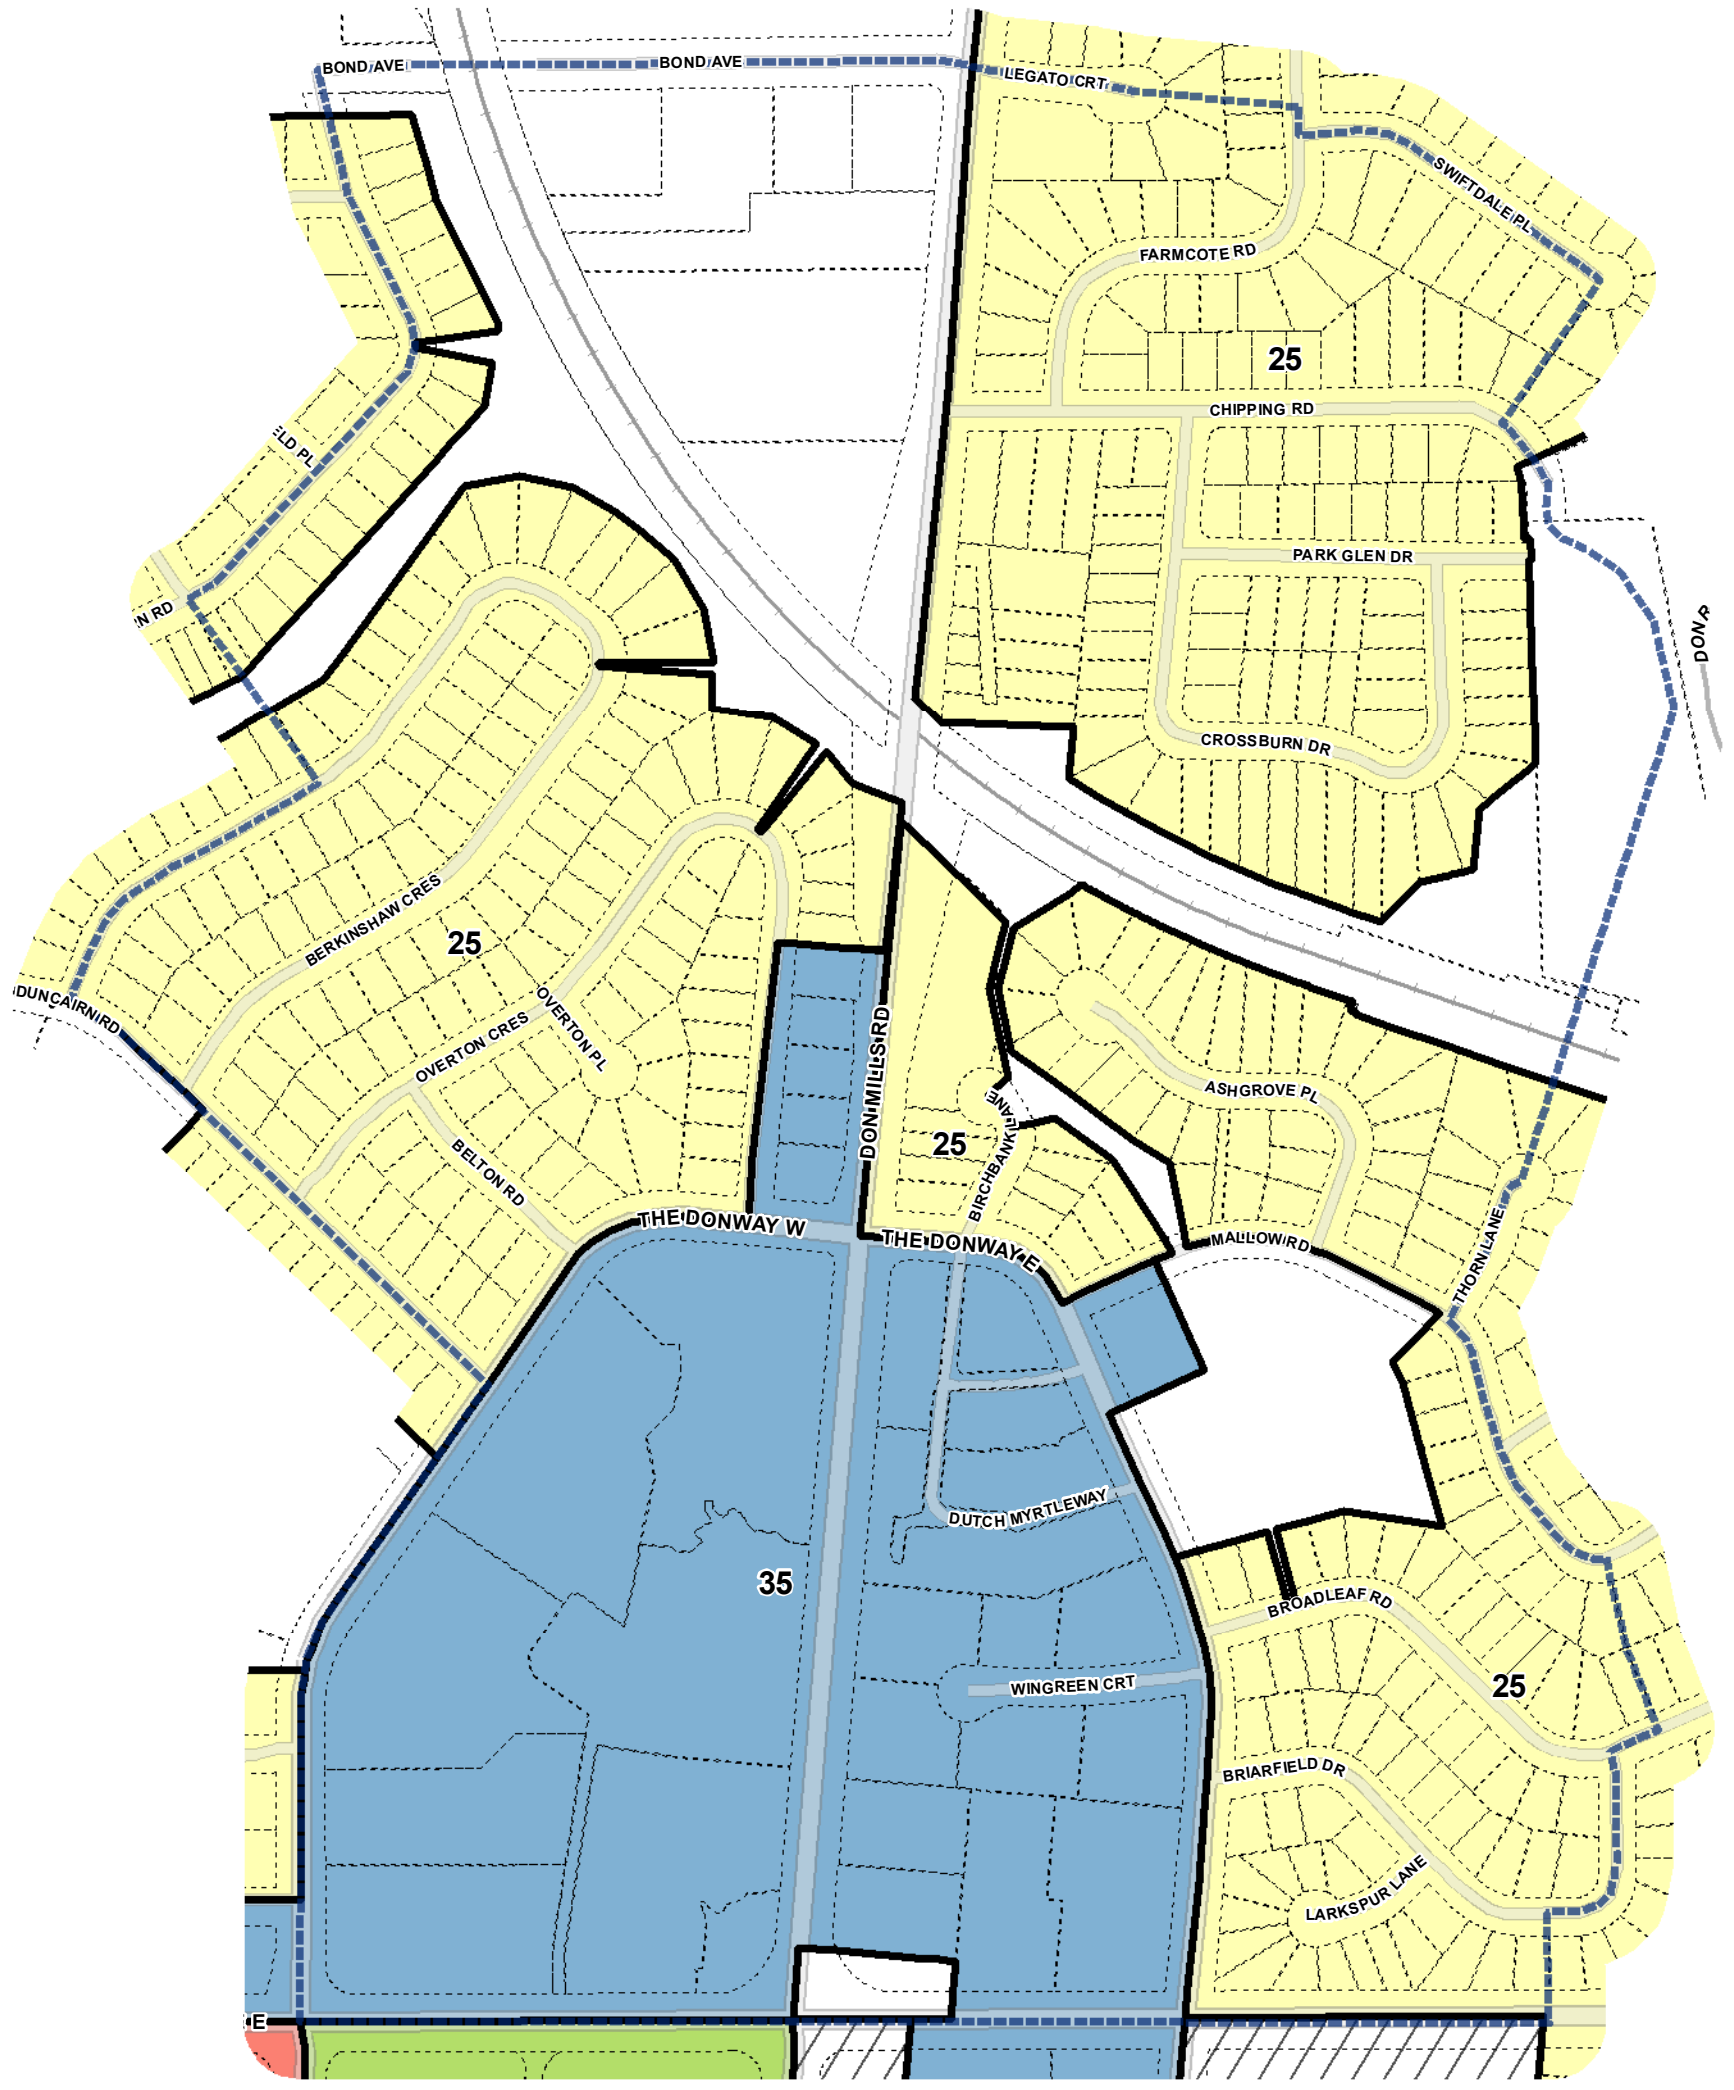 BOND AVE
BOND AVE
LEGATO CRT
SWIFTDALE PL
FARMCOTE RD
25
CHIPPING RD
ELD PL
PARK GLEN DR
N RD
DON R
CROSSBURN DR
BERKINSHAW CRES
25
DUNCAIRN RD
OVERTON PL
OVERTON CRES
DON MILLS RD
ASHGROVE PL
BIRCHBANK LANE
25
BELTON RD
THE DONWAY W
THE DONWAY E
MALLOW RD
THORN LANE
DUTCH MYRTLEWAY
35
BROADLEAF RD
WINGREEN CRT
25
BRIARFIELD DR
LARKSPUR LANE
E